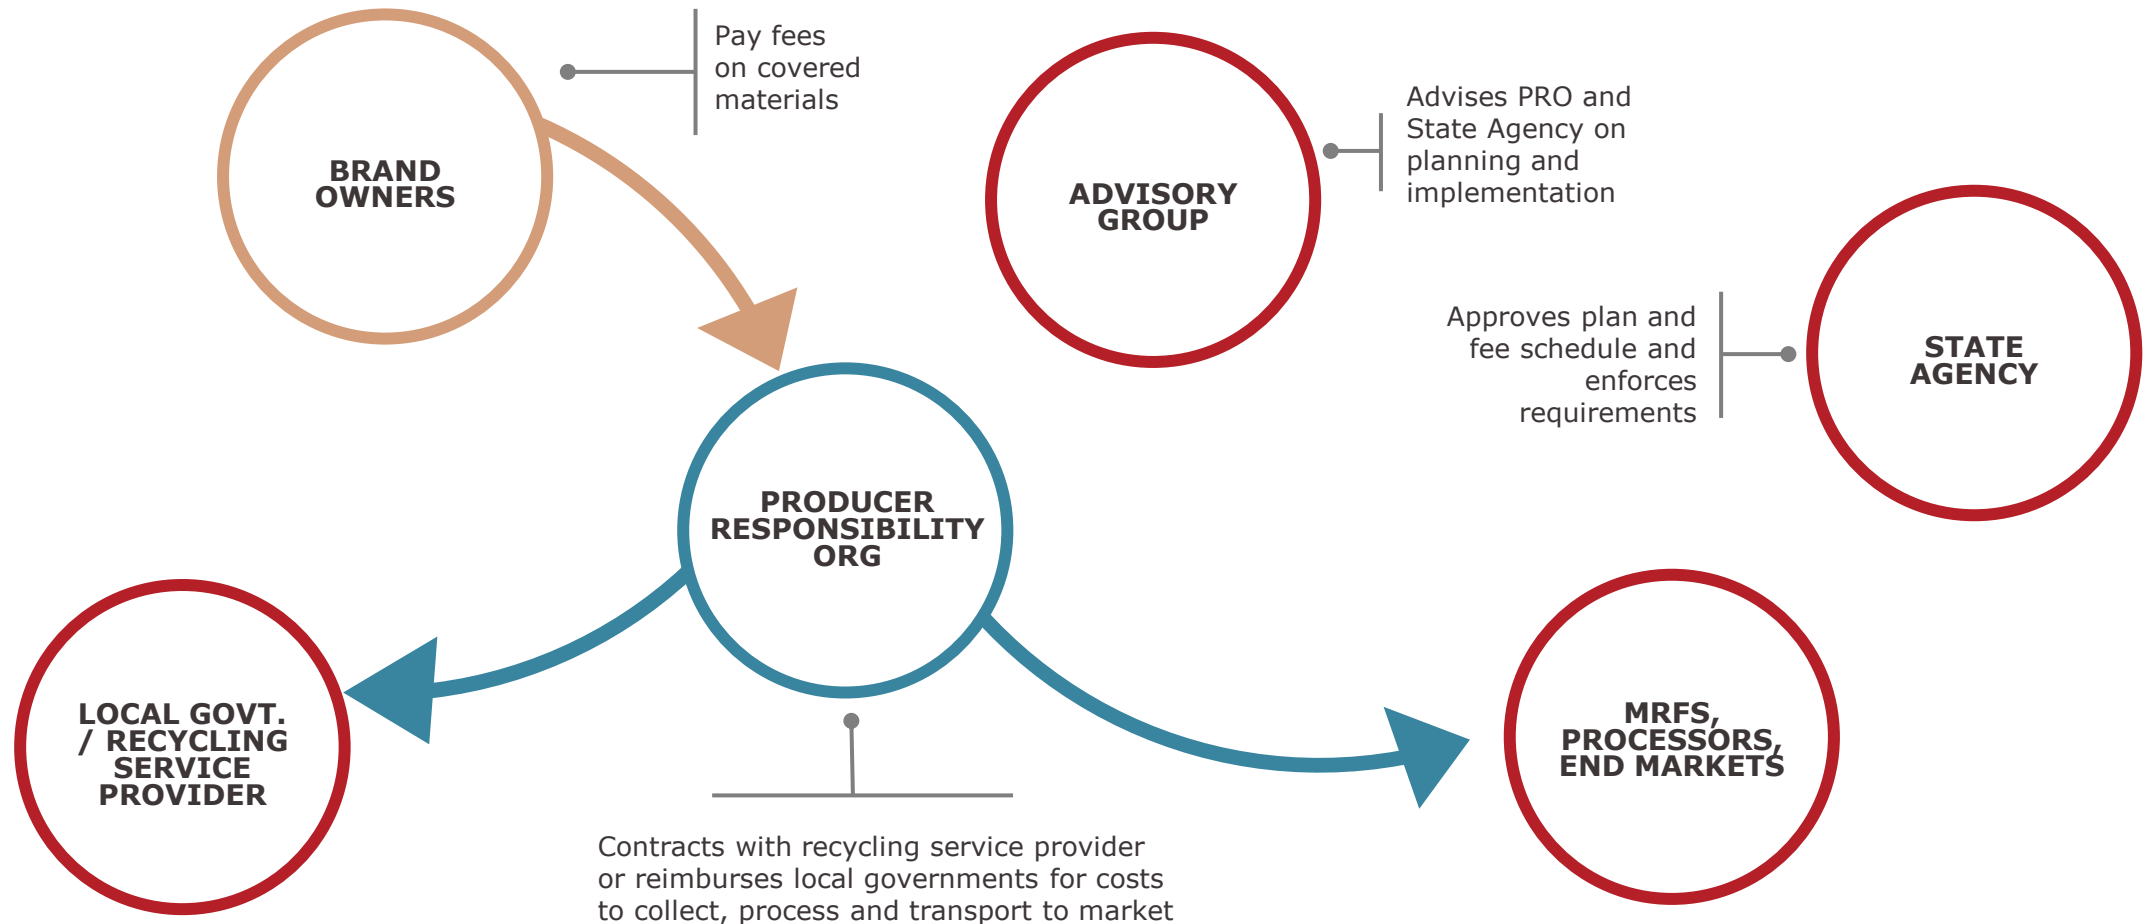 Pay fees
on covered
materials
BRAND
OWNERS
Advises PRO and
State Agency on
planning and
implementation
ADVISORY
GROUP
Approves plan and
fee schedule and
enforces
requirements
STATE
AGENCY
PRODUCER
RESPONSIBILITY
ORG
LOCAL GOVT.
/ RECYCLING
SERVICE
PROVIDER
MRFS,
PROCESSORS,
END MARKETS
Contracts with recycling service provider
or reimburses local governments for costs
to collect, process and transport to market